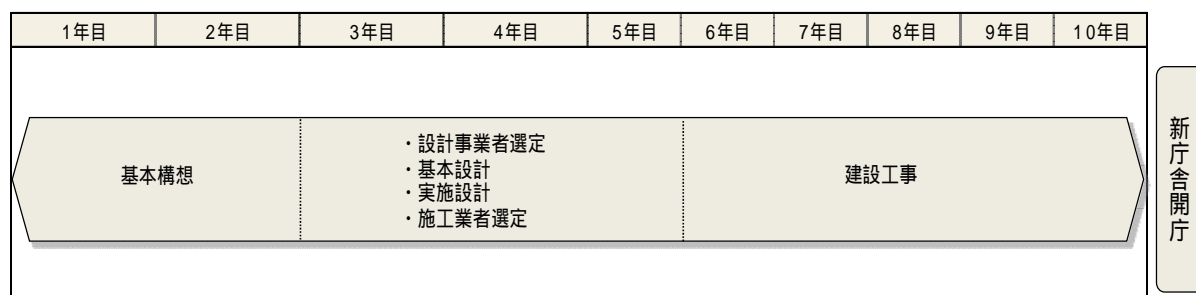 1年目 2年目 3年目 4年目 5年目 6年目 7年目 8年目 9年目 10年目
基本構想
・設計事業者選定
・基本設計
・実施設計
・施工業者選定
建設工事
新庁舎開庁